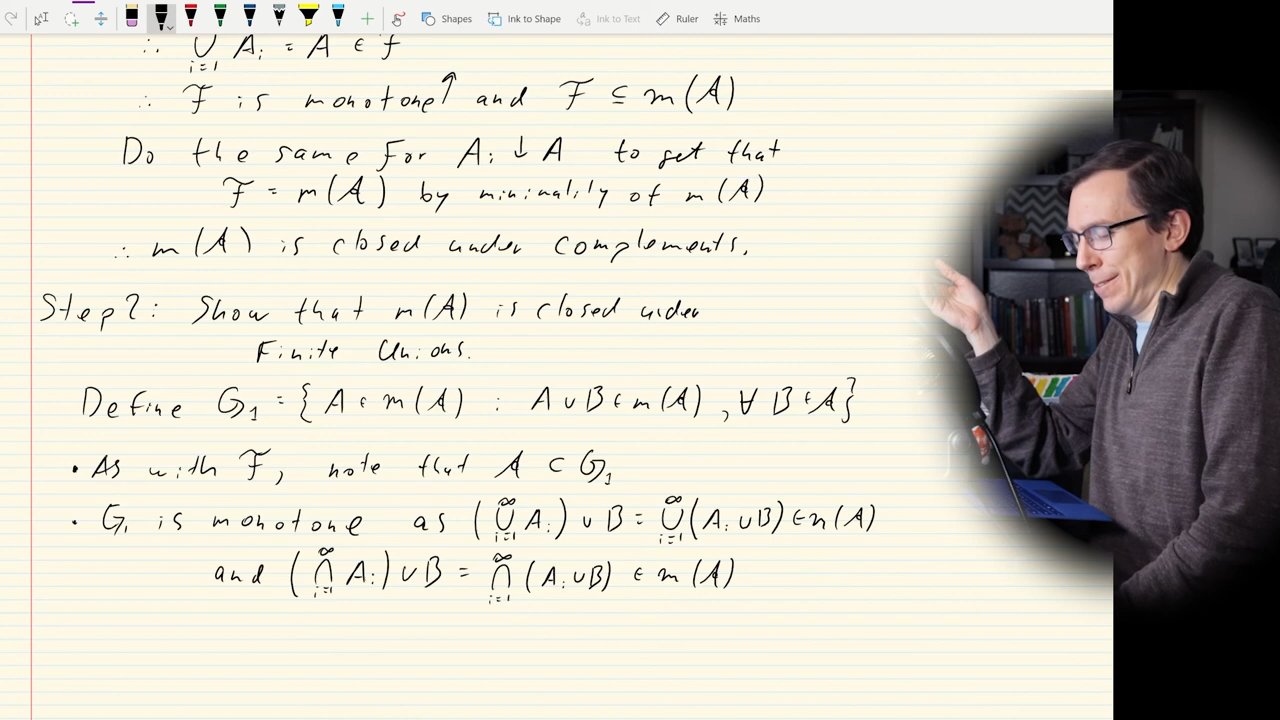 Shapes Ink to Shape Ink to Text Ruler Maths
∴ ⋃_{i=1} A_i = A ∈ F
∴ F is monotone↑ and F ⊆ m(A)
Do the same for A_i ↓ A to get that
F = m(A) by minimality of m(A)
∴ m(A) is closed under complements.
Step 2: Show that m(A) is closed under
Finite Unions.
Define G_1 = { A ∈ m(A) : A ∪ B ∈ m(A), ∀ B ∈ A }
• As with F, note that A ⊂ G_1
• G_1 is monotone as (⋃_{i=1}^∞ A_i) ∪ B = ⋃_{i=1}^∞ (A_i ∪ B) ∈ m(A)
and (⋂_{i=1}^∞ A_i) ∪ B = ⋂_{i=1}^∞ (A_i ∪ B) ∈ m(A)